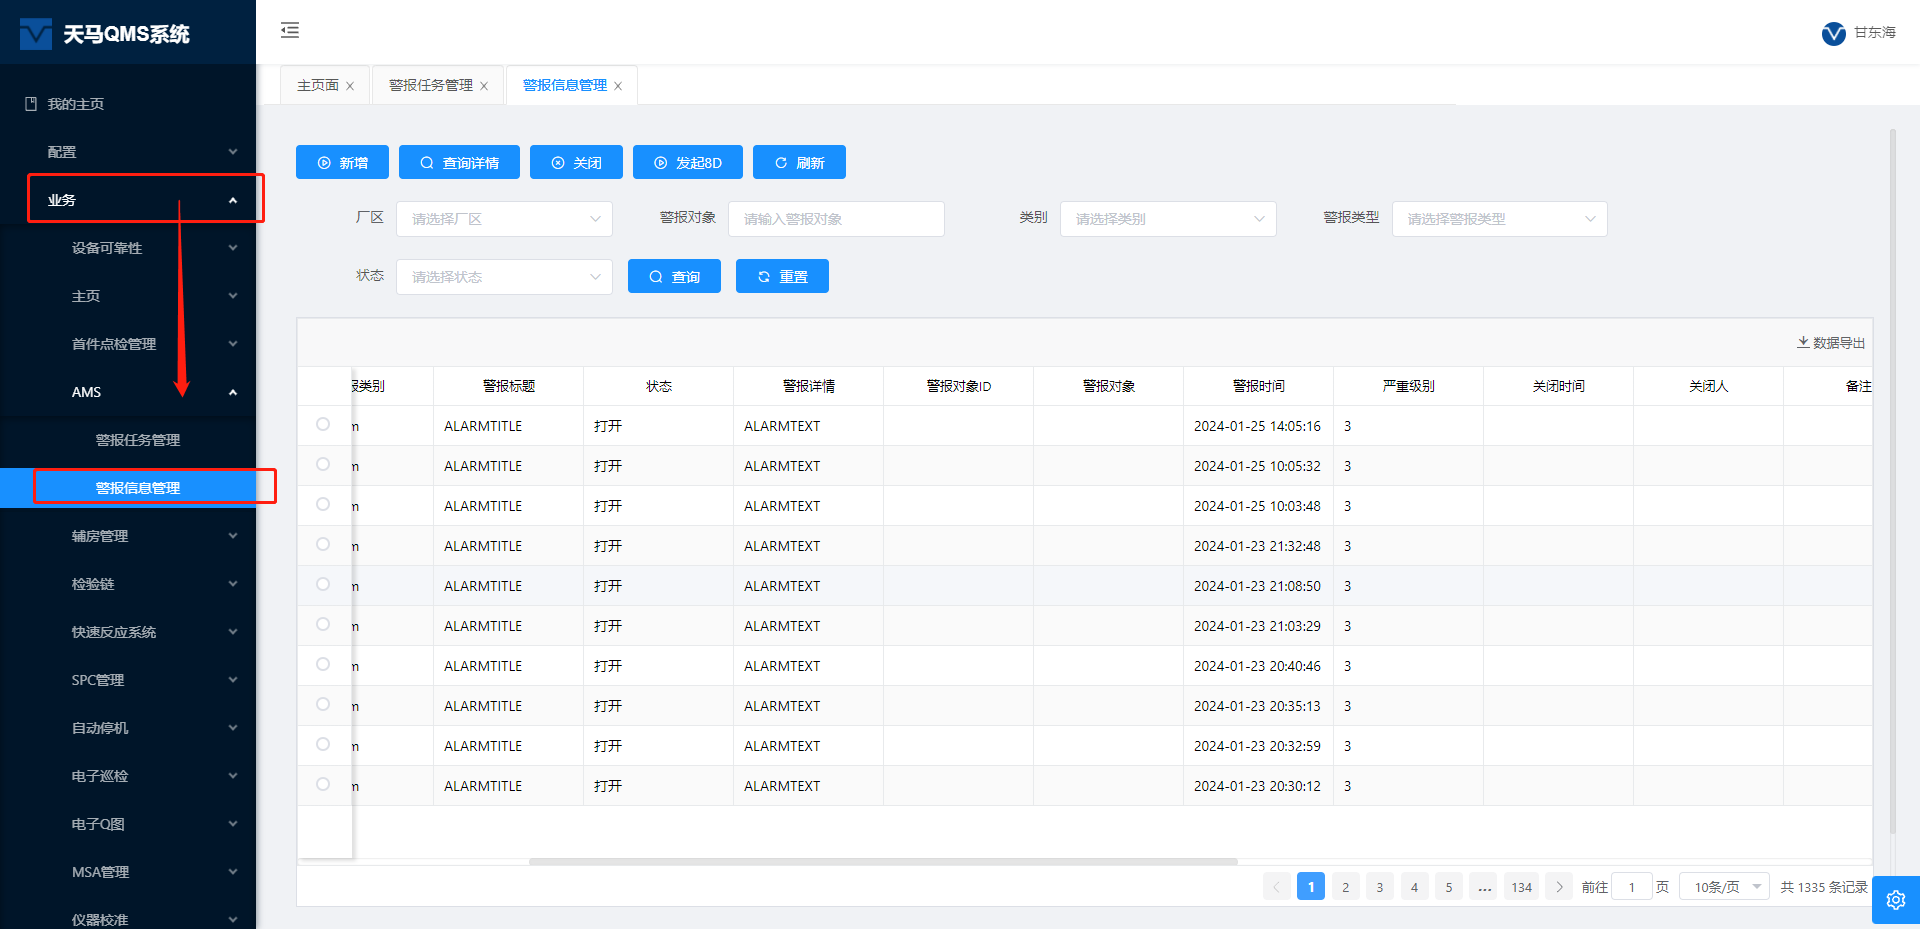 天马QMS系统
甘东海
我的主页
配置
业务
设备可靠性
主页
首件点检管理
AMS
警报任务管理
警报信息管理
辅房管理
检验链
快速反应系统
SPC管理
自动停机
电子巡检
电子Q图
MSA管理
仪器校准
主页面 警报任务管理 警报信息管理
新增 查询详情 关闭 发起8D 刷新
厂区 请选择厂区 警报对象 请输入警报对象 类别 请选择类别 警报类型 请选择警报类型
状态 请选择状态 查询 重置
数据导出
报类别 警报标题 状态 警报详情 警报对象ID 警报对象 警报时间 严重级别 关闭时间 关闭人 备注
m ALARMTITLE 打开 ALARMTEXT 2024-01-25 14:05:16 3
m ALARMTITLE 打开 ALARMTEXT 2024-01-25 10:05:32 3
m ALARMTITLE 打开 ALARMTEXT 2024-01-25 10:03:48 3
m ALARMTITLE 打开 ALARMTEXT 2024-01-23 21:32:48 3
m ALARMTITLE 打开 ALARMTEXT 2024-01-23 21:08:50 3
m ALARMTITLE 打开 ALARMTEXT 2024-01-23 21:03:29 3
m ALARMTITLE 打开 ALARMTEXT 2024-01-23 20:40:46 3
m ALARMTITLE 打开 ALARMTEXT 2024-01-23 20:35:13 3
m ALARMTITLE 打开 ALARMTEXT 2024-01-23 20:32:59 3
m ALARMTITLE 打开 ALARMTEXT 2024-01-23 20:30:12 3
1 2 3 4 5 ... 134 前往 1 页 10条/页 共 1335 条记录